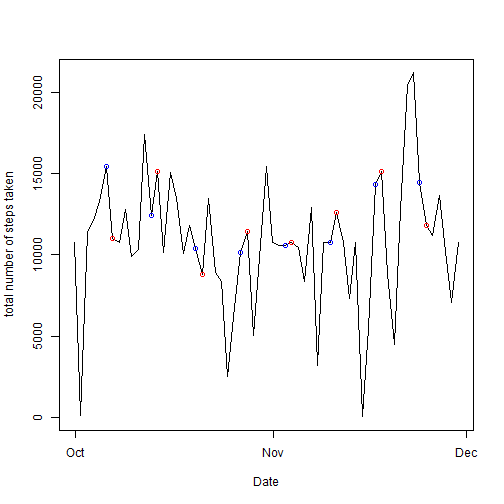 total number of steps taken
20000
15000
10000
5000
0
Oct
Nov
Dec
Date